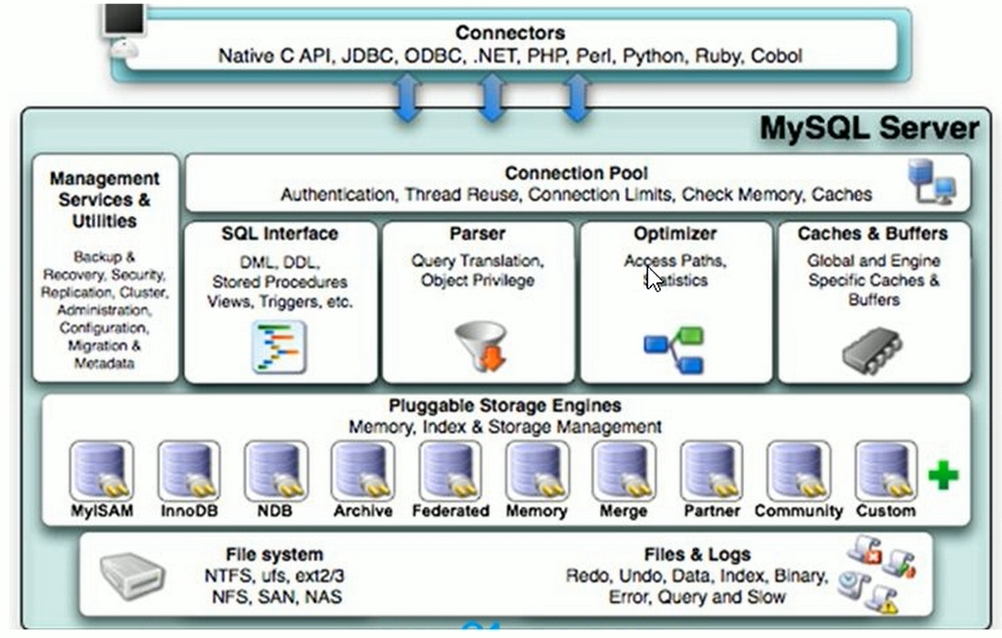 Connectors
Native C API, JDBC, ODBC, .NET, PHP, Perl, Python, Ruby, Cobol
MySQL Server
Management
Services &
Utilities
Backup &
Recovery, Security,
Replication, Cluster,
Administration,
Configuration,
Migration &
Metadata
Connection Pool
Authentication, Thread Reuse, Connection Limits, Check Memory, Caches
SQL Interface
DML, DDL,
Stored Procedures
Views, Triggers, etc.
Parser
Query Translation,
Object Privilege
Optimizer
Access Paths,
Statistics
Caches & Buffers
Global and Engine
Specific Caches &
Buffers
Pluggable Storage Engines
Memory, Index & Storage Management
MyISAM
InnoDB
NDB
Archive
Federated
Memory
Merge
Partner
Community
Custom
File system
NTFS, ufs, ext2/3
NFS, SAN, NAS
Files & Logs
Redo, Undo, Data, Index, Binary,
Error, Query and Slow